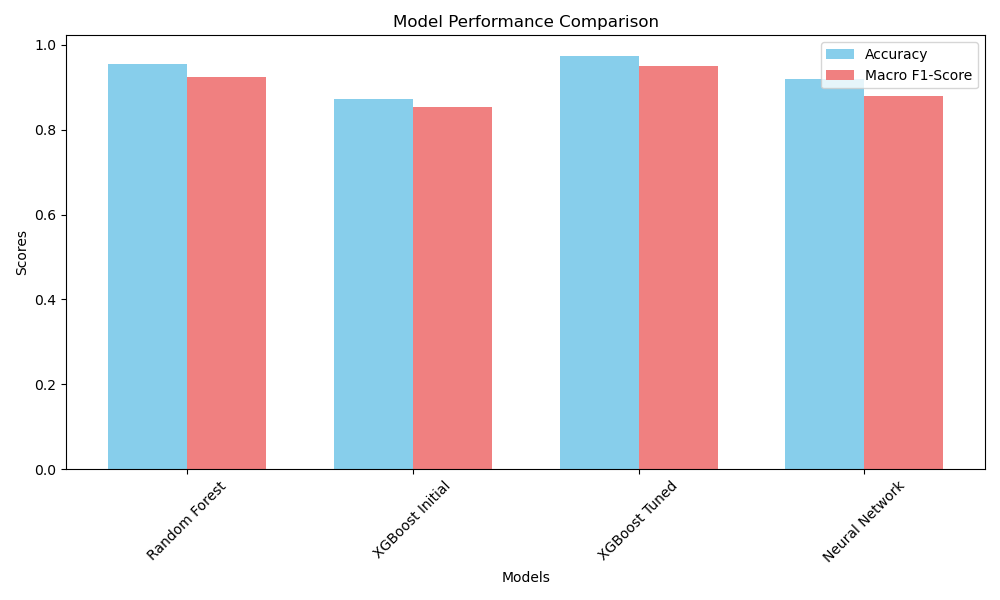 Model Performance Comparison
Accuracy
Macro F1-Score
1.0
0.8
0.6
0.4
0.2
0.0
Scores
Random Forest
XGBoost Initial
XGBoost Tuned
Neural Network
Models